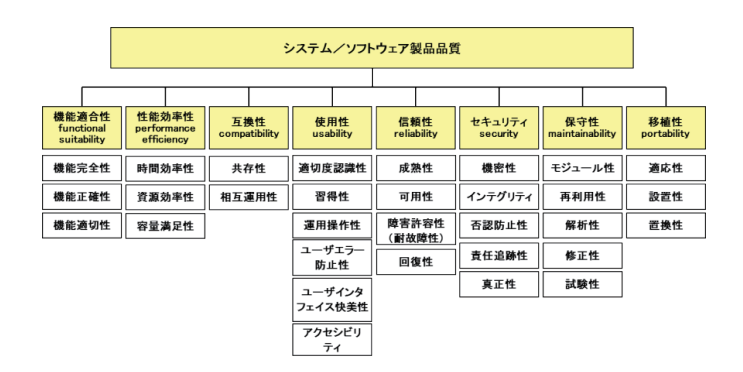 システム／ソフトウェア製品品質
機能適合性
functional
suitability
機能完全性
機能正確性
機能適切性
性能効率性
performance
efficiency
時間効率性
資源効率性
容量満足性
互換性
compatibility
共存性
相互運用性
使用性
usability
適切度認識性
習得性
運用操作性
ユーザエラー
防止性
ユーザインタ
フェイス快美性
アクセシビリ
ティ
信頼性
reliability
成熟性
可用性
障害許容性
（耐故障性）
回復性
セキュリティ
security
機密性
インテグリティ
否認防止性
責任追跡性
真正性
保守性
maintainability
モジュール性
再利用性
解析性
修正性
試験性
移植性
portability
適応性
設置性
置換性